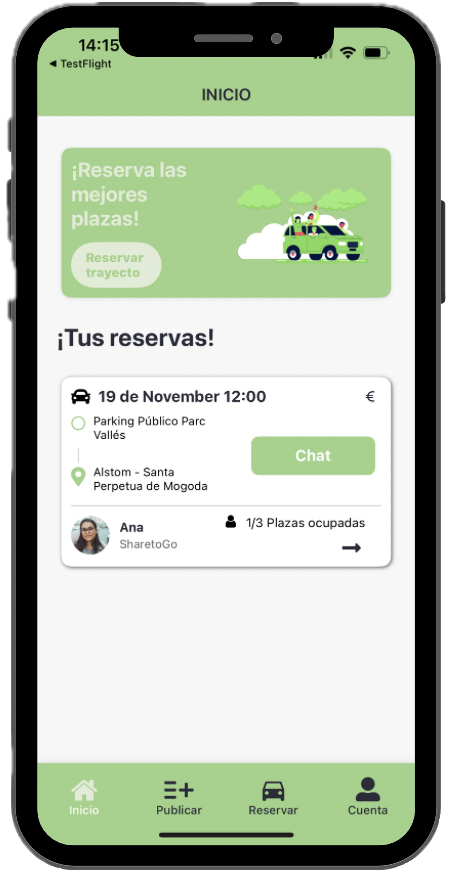 14:15
◀ TestFlight
INICIO
¡Reserva las
mejores
plazas!
Reservar
trayecto
¡Tus reservas!
19 de November 12:00 €
Parking Público Parc
Vallés
Chat
Alstom - Santa
Perpetua de Mogoda
Ana
SharetoGo
1/3 Plazas ocupadas
Inicio Publicar Reservar Cuenta